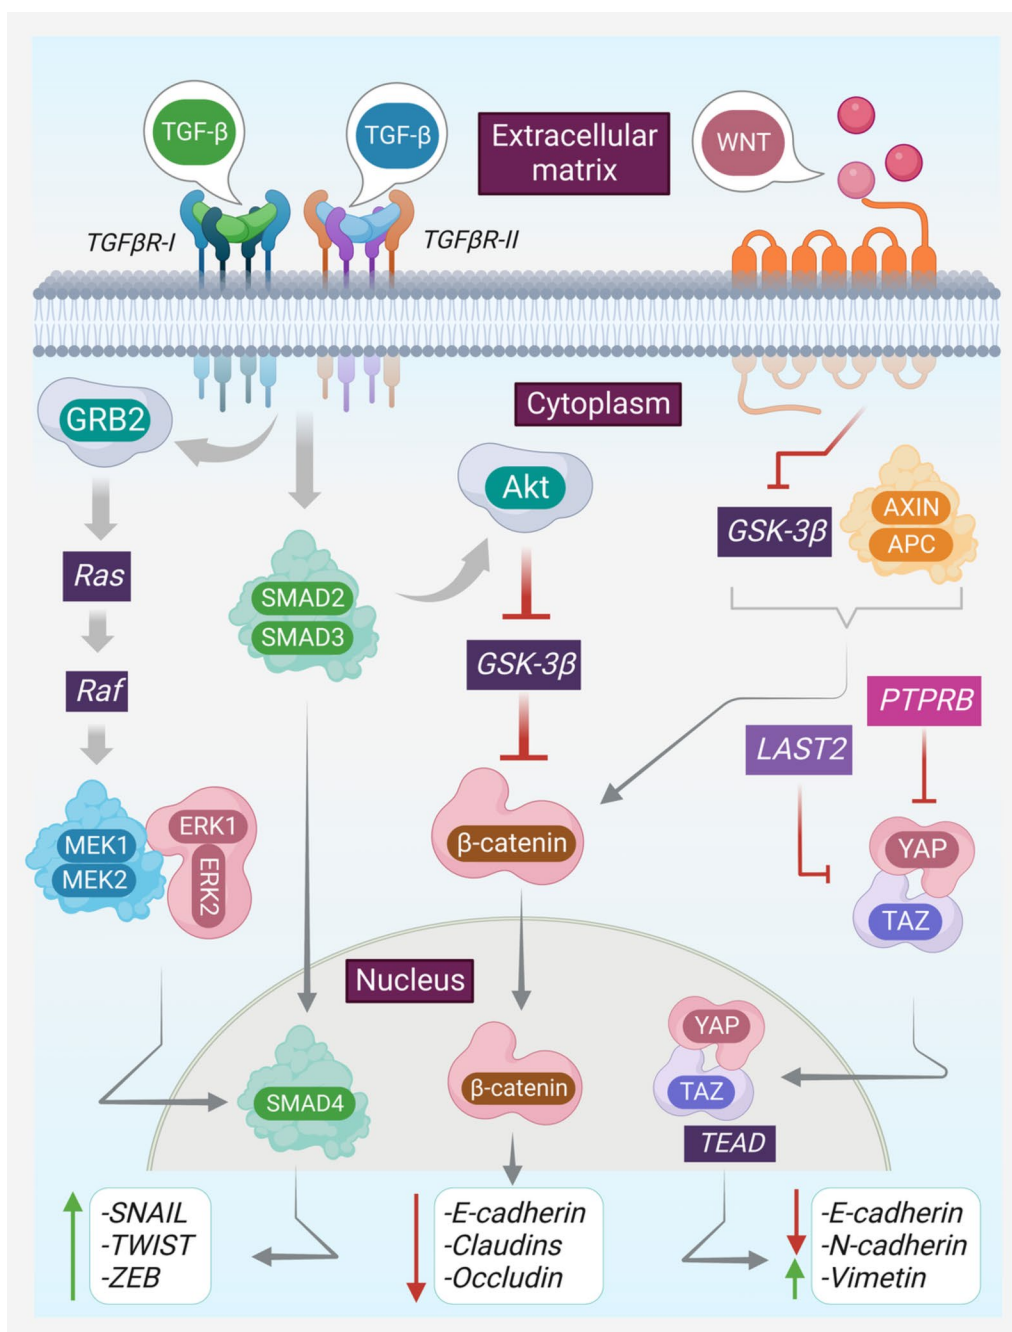 TGF-β
TGF-β
Extracellular
matrix
WNT
TGFβR-I
TGFβR-II
Cytoplasm
GRB2
Akt
AXIN
APC
GSK-3β
Ras
SMAD2
SMAD3
GSK-3β
Raf
PTPRB
LAST2
MEK1
MEK2
ERK1
ERK2
β-catenin
YAP
TAZ
Nucleus
YAP
TAZ
SMAD4
β-catenin
TEAD
-SNAIL
-TWIST
-ZEB
-E-cadherin
-Claudins
-Occludin
-E-cadherin
-N-cadherin
-Vimetin